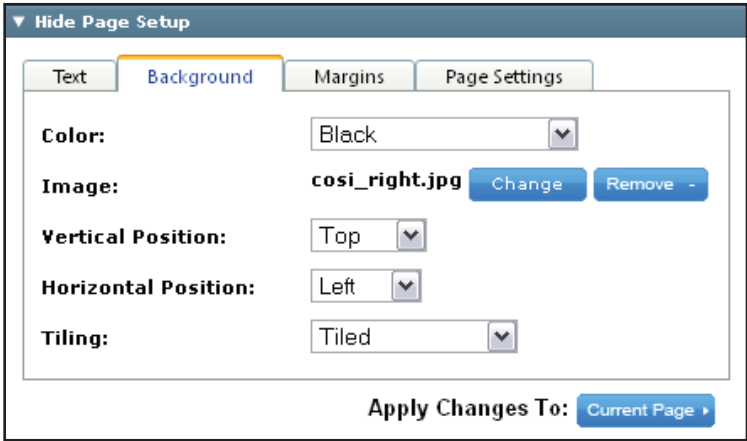 ▼ Hide Page Setup
Text Background Margins Page Settings
Color: Black
Image: cosi_right.jpg Change Remove -
Vertical Position: Top
Horizontal Position: Left
Tiling: Tiled
Apply Changes To: Current Page